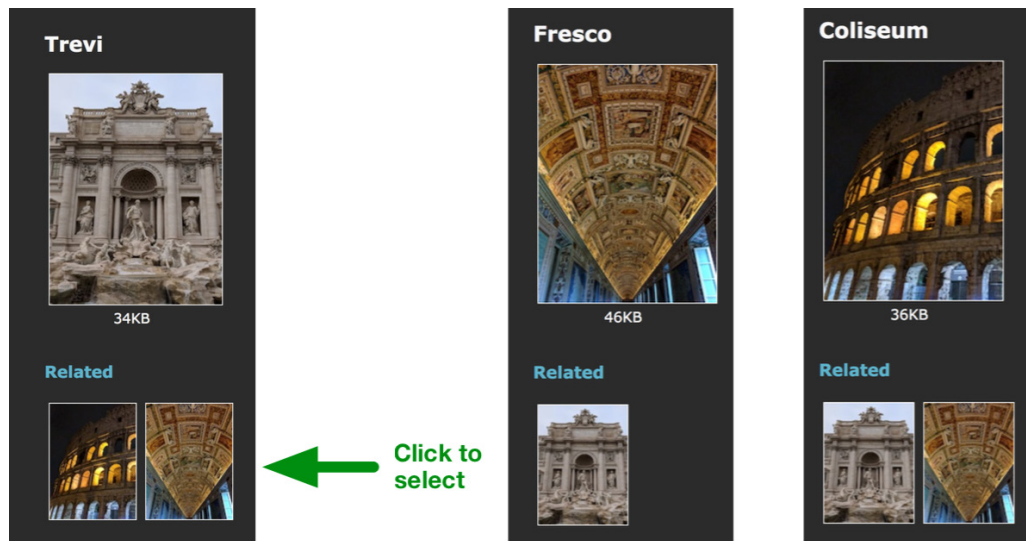 Trevi
34KB
Related
Click to
select
Fresco
46KB
Related
Coliseum
36KB
Related